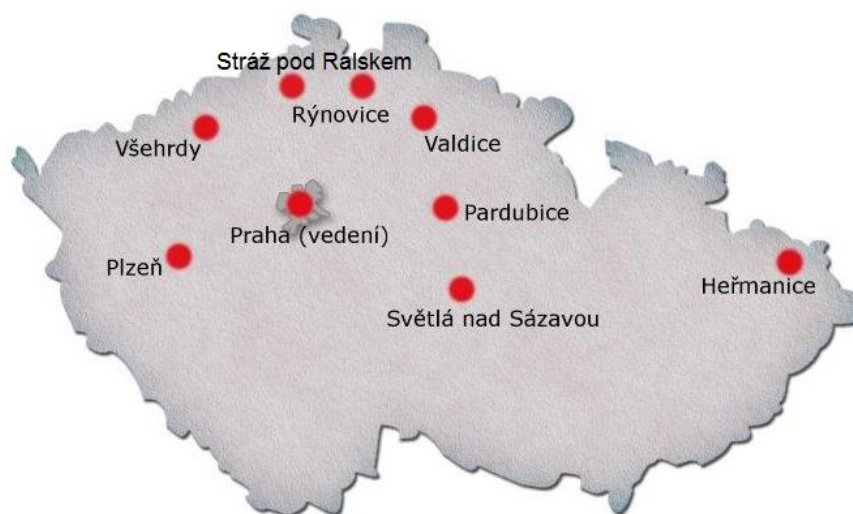 Stráž pod Ralskem
Rýnovice
Valdice
Všehrdy
Pardubice
Praha (vedení)
Plzeň
Heřmanice
Světlá nad Sázavou